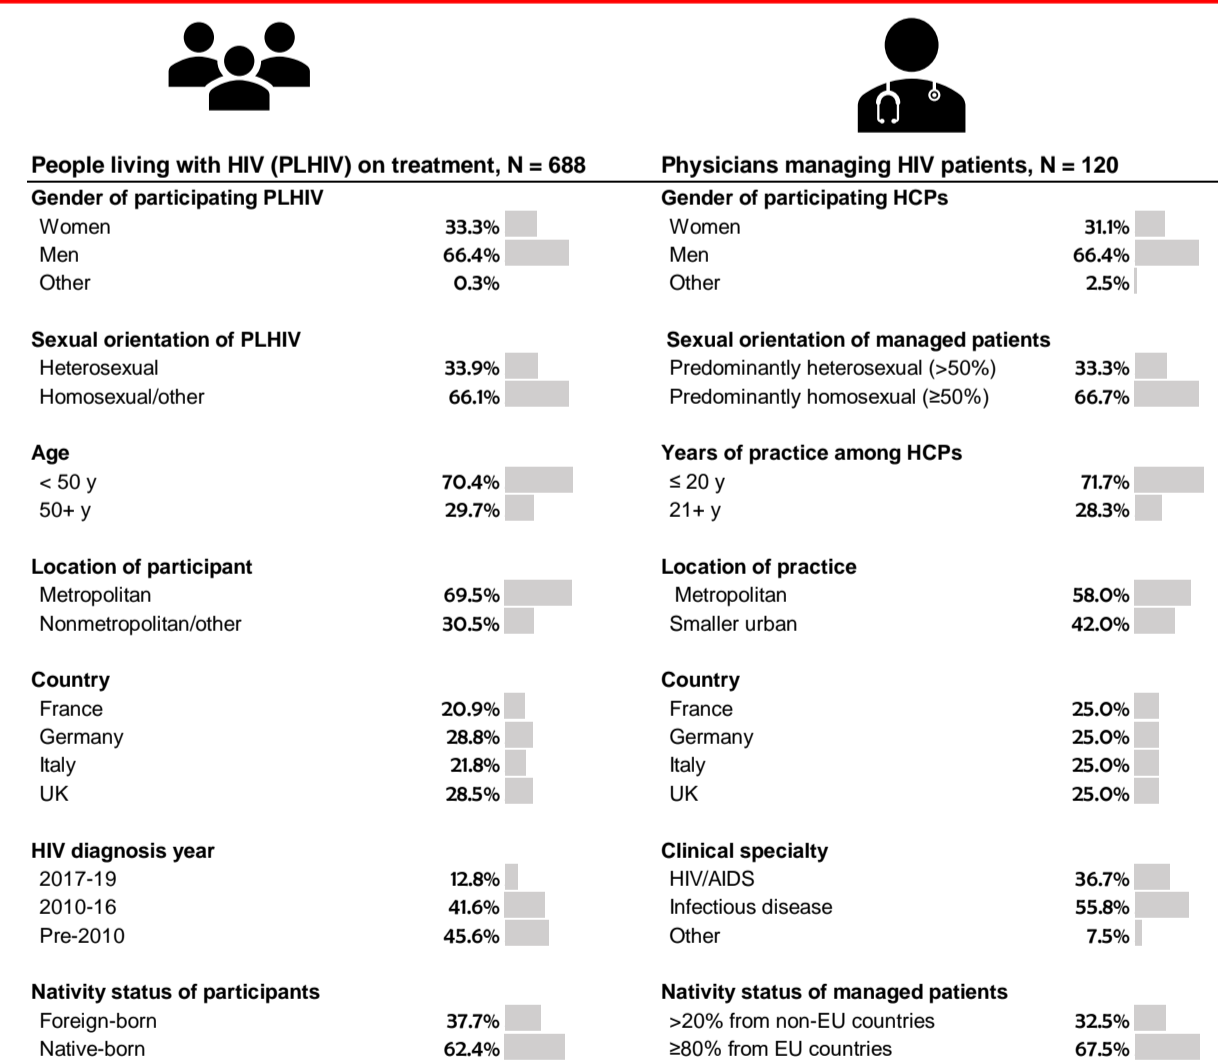 People living with HIV (PLHIV) on treatment, N = 688
Gender of participating PLHIV
Women 33.3%
Men 66.4%
Other 0.3%
Sexual orientation of PLHIV
Heterosexual 33.9%
Homosexual/other 66.1%
Age
< 50 y 70.4%
50+ y 29.7%
Location of participant
Metropolitan 69.5%
Nonmetropolitan/other 30.5%
Country
France 20.9%
Germany 28.8%
Italy 21.8%
UK 28.5%
HIV diagnosis year
2017-19 12.8%
2010-16 41.6%
Pre-2010 45.6%
Nativity status of participants
Foreign-born 37.7%
Native-born 62.4%
Physicians managing HIV patients, N = 120
Gender of participating HCPs
Women 31.1%
Men 66.4%
Other 2.5%
Sexual orientation of managed patients
Predominantly heterosexual (>50%) 33.3%
Predominantly homosexual (≥50%) 66.7%
Years of practice among HCPs
≤ 20 y 71.7%
21+ y 28.3%
Location of practice
Metropolitan 58.0%
Smaller urban 42.0%
Country
France 25.0%
Germany 25.0%
Italy 25.0%
UK 25.0%
Clinical specialty
HIV/AIDS 36.7%
Infectious disease 55.8%
Other 7.5%
Nativity status of managed patients
>20% from non-EU countries 32.5%
≥80% from EU countries 67.5%